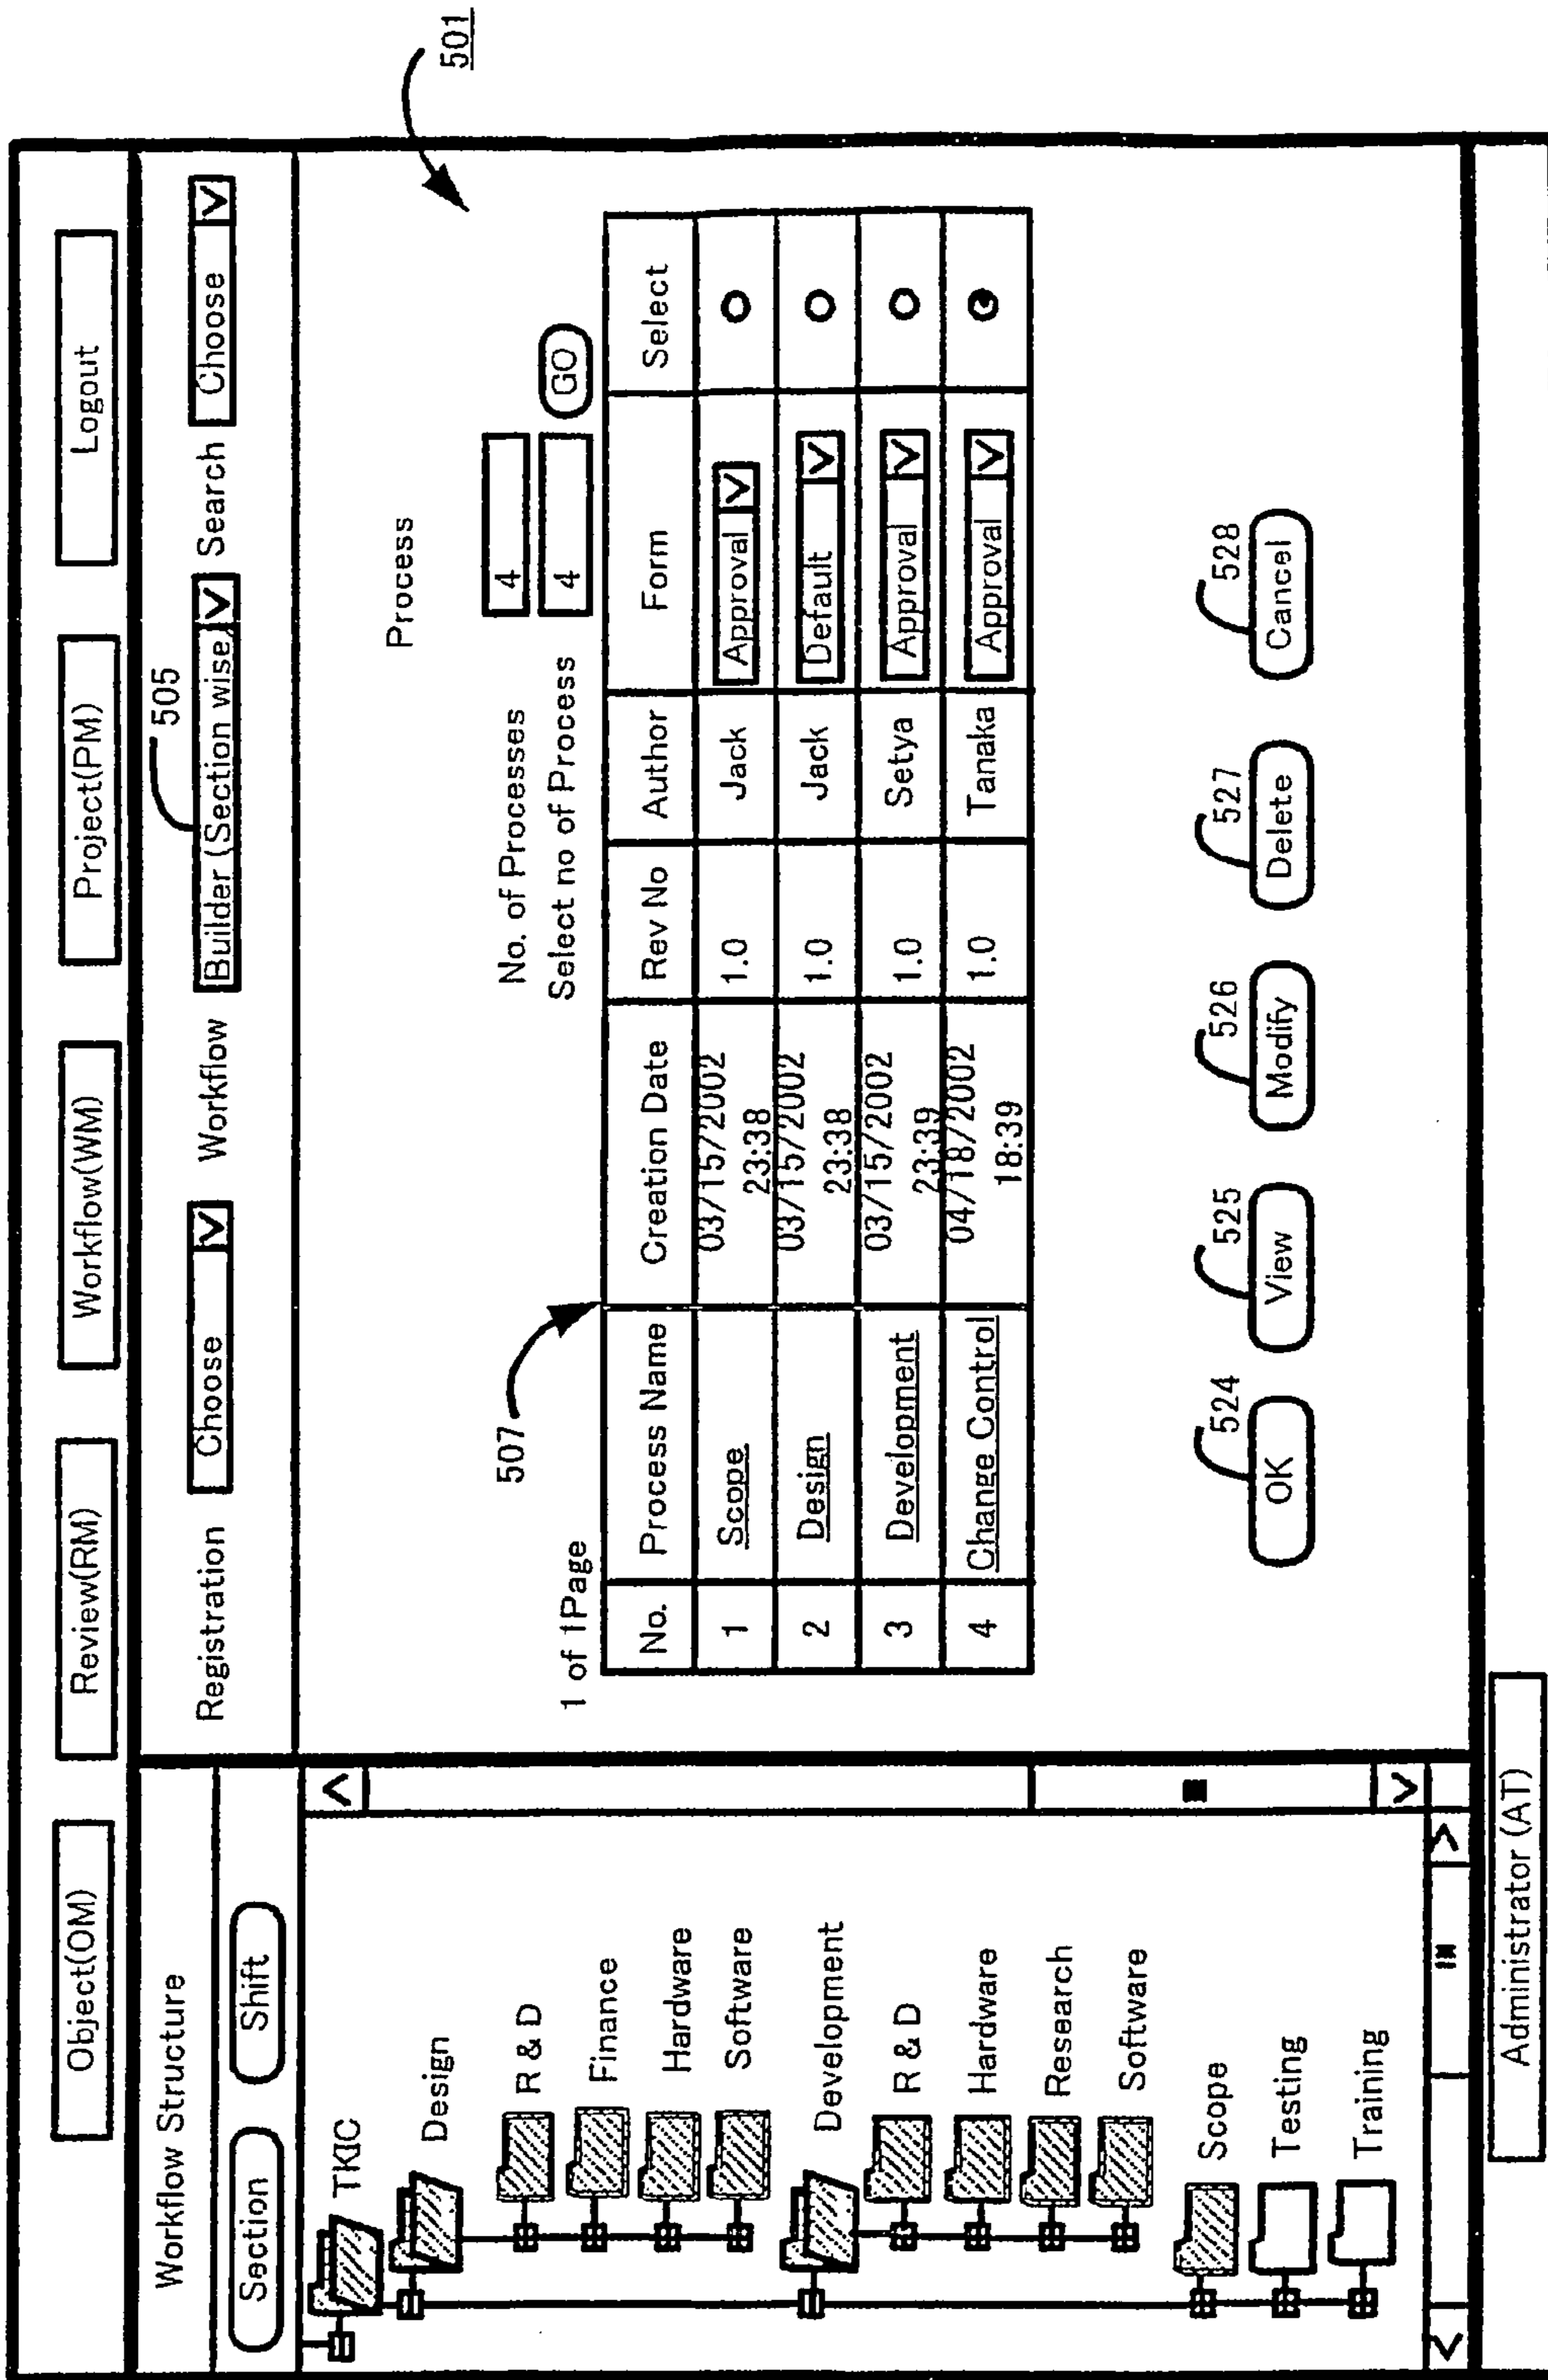 501
Object(OM) Review(RM) Workflow(WM) Project(PM) Logout
505
Registration Choose Workflow Builder (Section wise) Search Choose
Workflow Structure
Section Shift
TKIC
Design
R & D
Finance
Hardware
Software
Development
R & D
Hardware
Research
Software
Scope
Testing
Training
Process
No. of Processes 4
Select no of Process 4 GO
507
1 of 1Page
No. Process Name Creation Date Rev No Author Form Select
1 Scope 03/15/2002 23:38 1.0 Jack Approval
2 Design 03/15/2002 23:38 1.0 Jack Default
3 Development 03/15/2002 23:39 1.0 Setya Approval
4 Change Control 04/18/2002 18:39 1.0 Tanaka Approval
524 525 526 527 528
OK View Modify Delete Cancel
Administrator (AT)